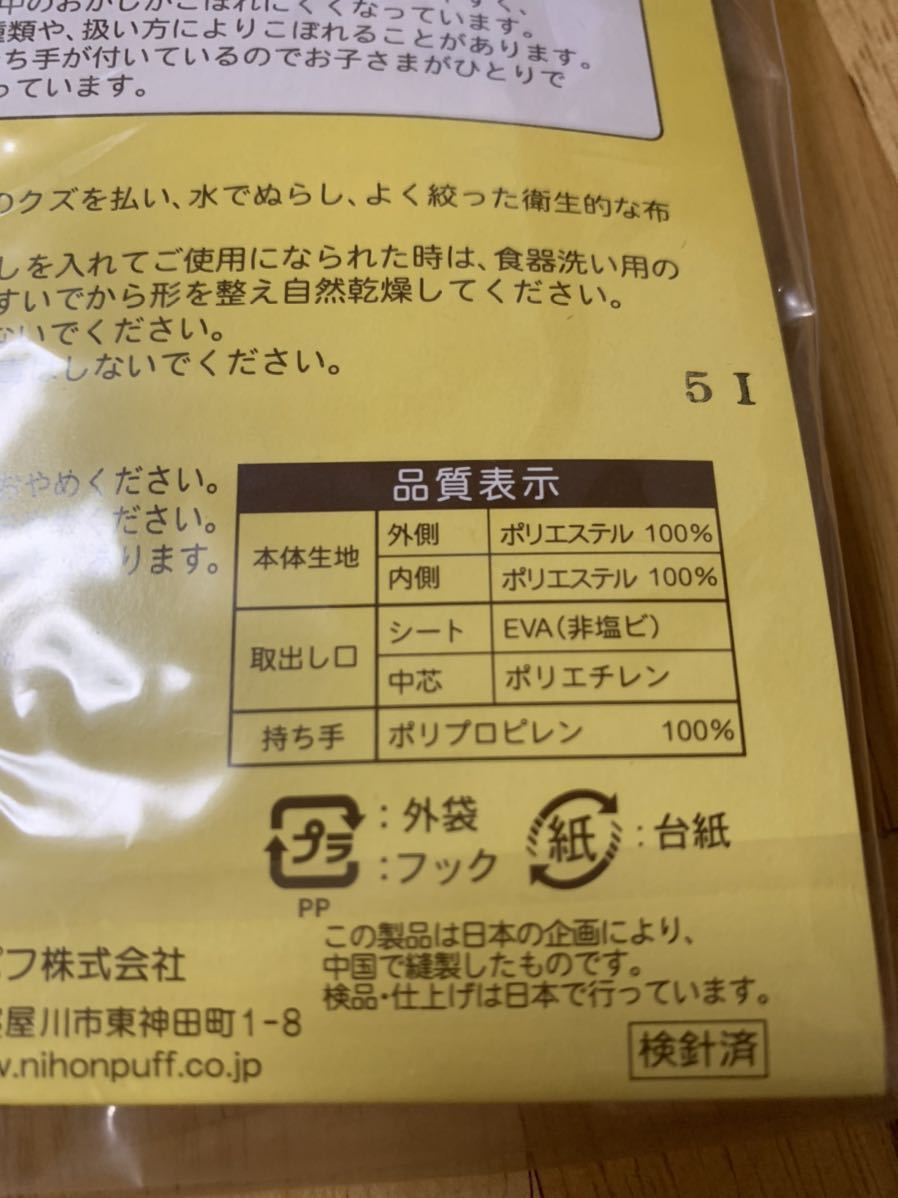 中のおかしがこぼれにくくなっています。
種類や、扱い方によりこぼれることがあります。
ち手が付いているのでお子さまがひとりで
っています。
のクズを払い、水でぬらし、よく絞った衛生的な布
しを入れてご使用になられた時は、食器洗い用の
すいでから形を整え自然乾燥してください。
ないでください。
しないでください。
5 I
おやめください。
ください。
あります。
品質表示
本体生地 外側 ポリエステル 100%
内側 ポリエステル 100%
取出し口 シート EVA(非塩ビ)
中芯 ポリエチレン
持ち手 ポリプロピレン 100%
プラ :外袋
:フック
PP
紙 :台紙
この製品は日本の企画により、
中国で縫製したものです。
検品・仕上げは日本で行っています。
パフ株式会社
屋川市東神田町1-8
w.nihonpuff.co.jp
検針済